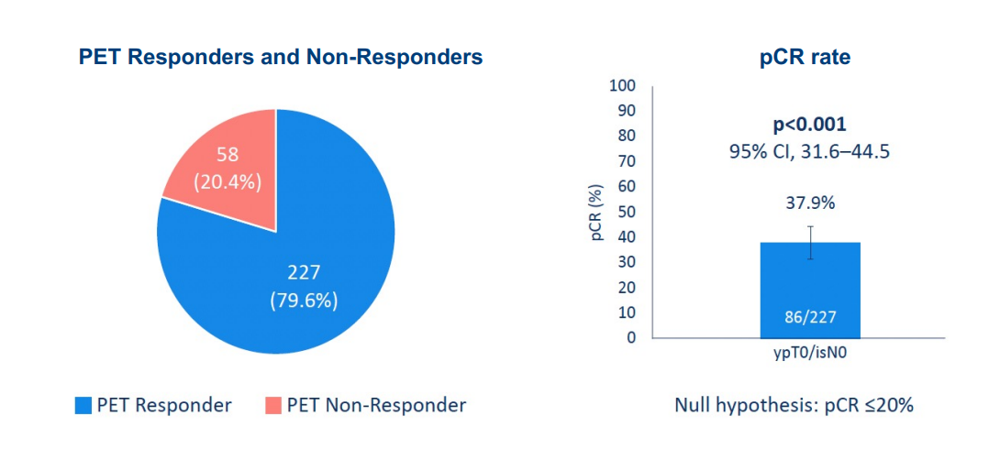 PET Responders and Non-Responders
58
(20.4%)
227
(79.6%)
PET Responder
PET Non-Responder
pCR rate
pCR (%)
100
90
80
70
60
50
40
30
20
10
0
p<0.001
95% CI, 31.6–44.5
37.9%
86/227
ypT0/isN0
Null hypothesis: pCR ≤20%